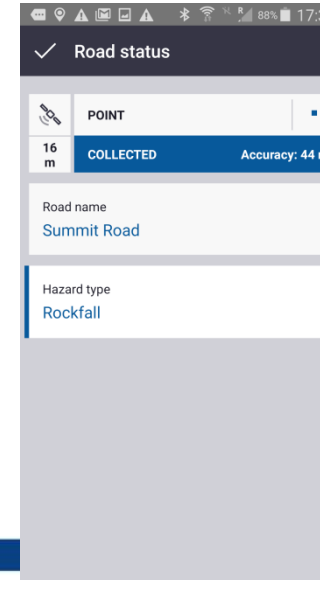 88% 17:
Road status
POINT
16
m
COLLECTED Accuracy: 44
Road name
Summit Road
Hazard type
Rockfall